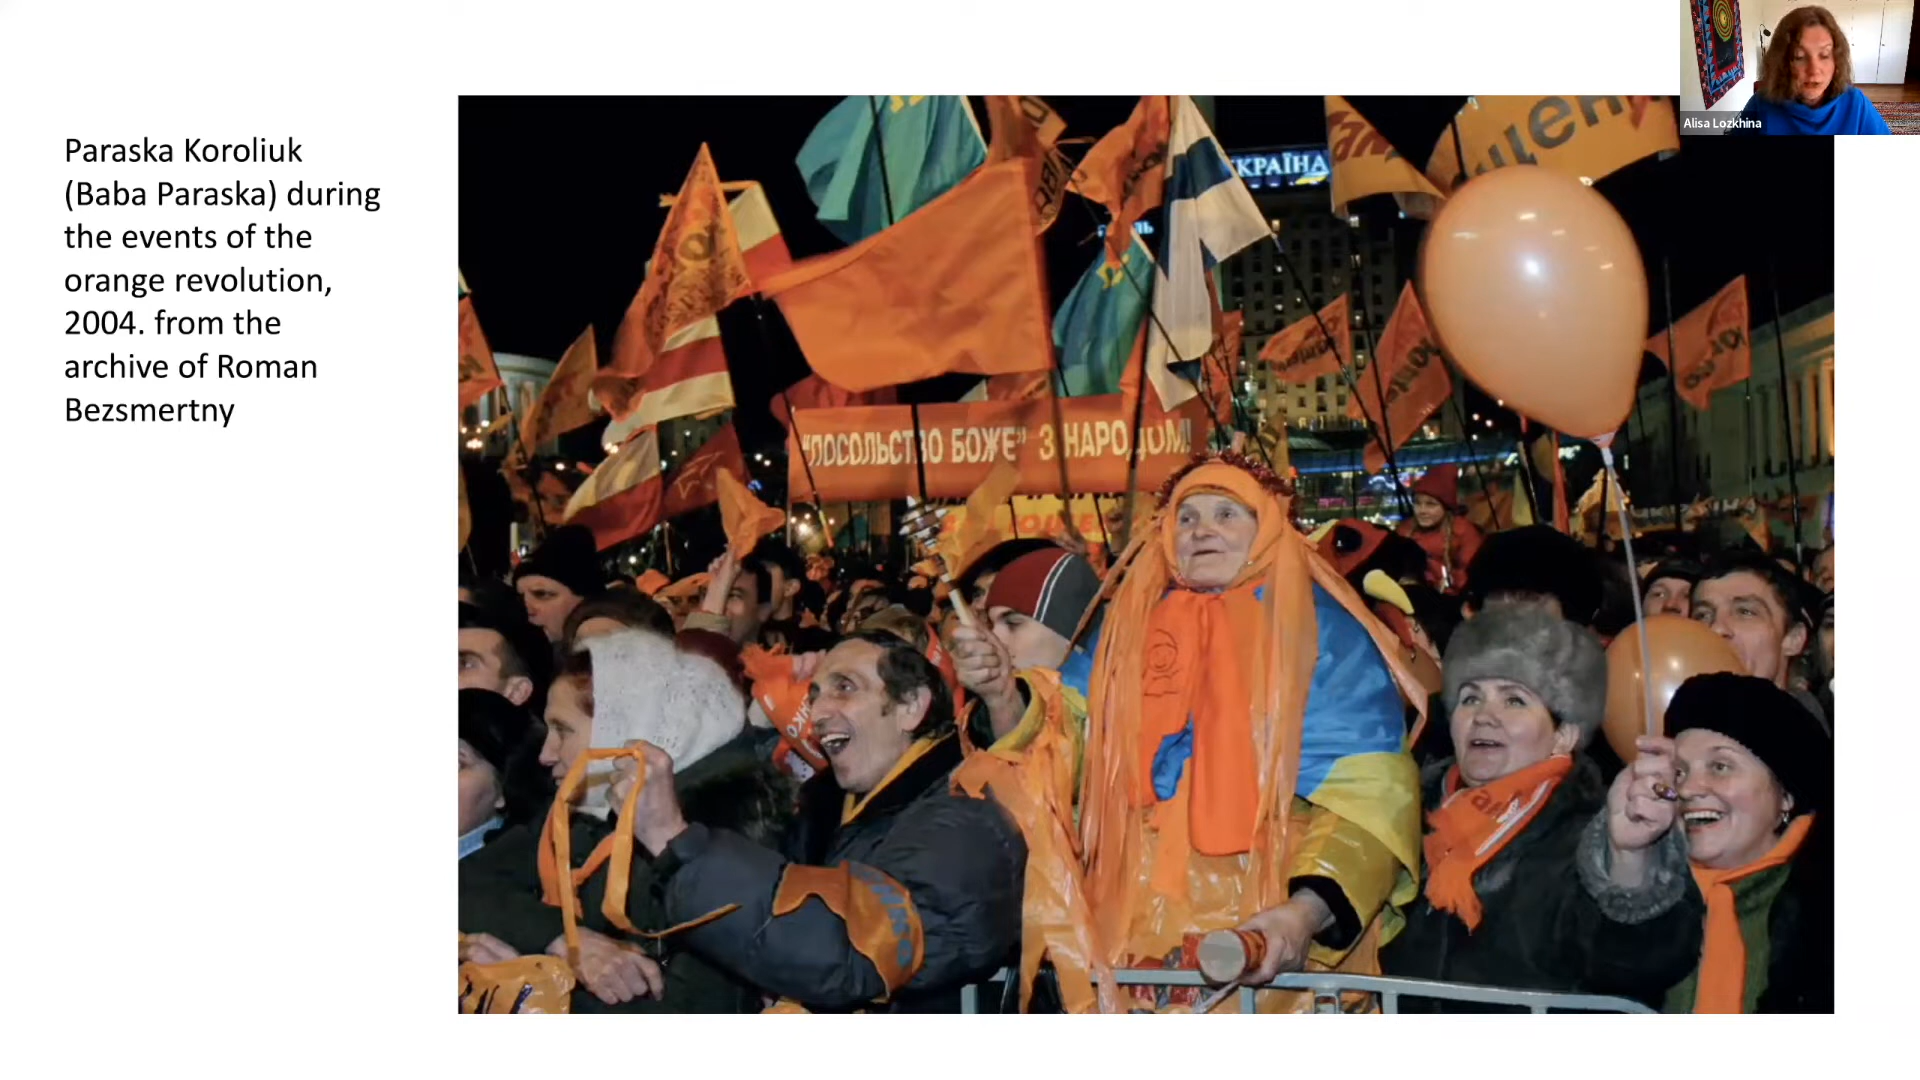 Paraska Koroliuk
(Baba Paraska) during
the events of the
orange revolution,
2004. from the
archive of Roman
Bezsmertny
Alisa Lozkhina
УКРАЇНА
"ПОСОЛЬСТВО БОЖЕ" З НАРОДОМ!